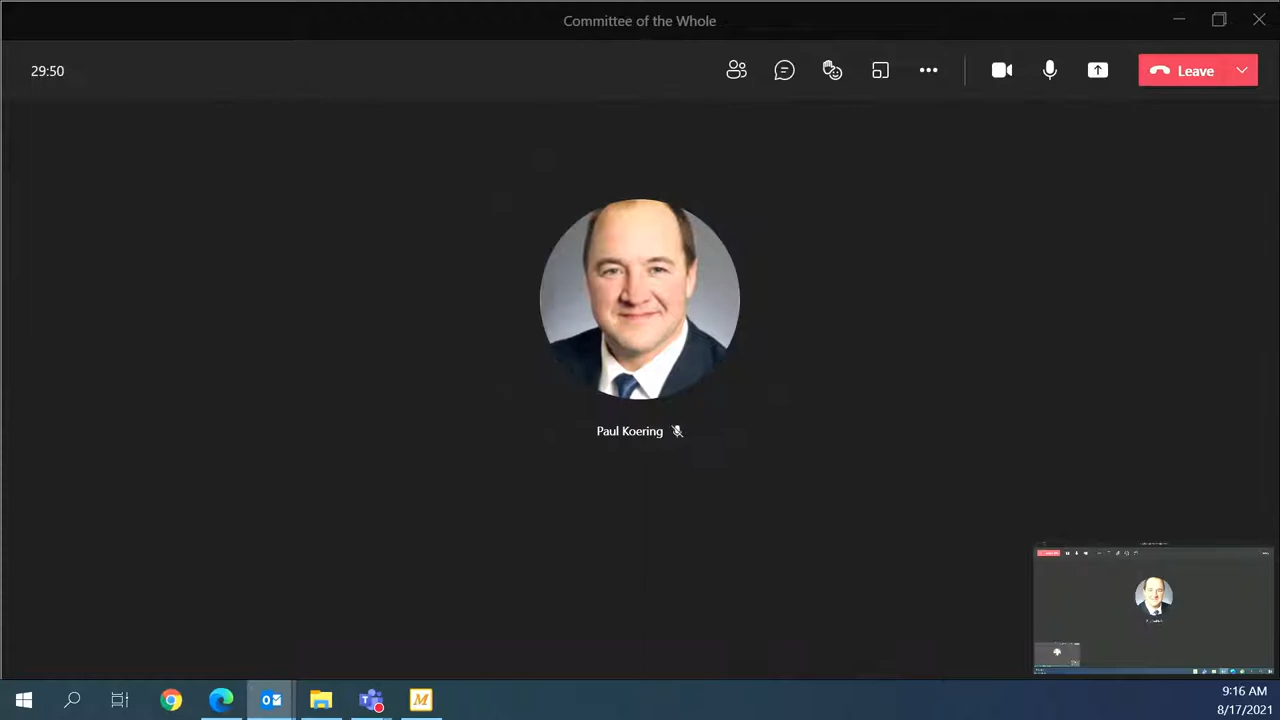 Committee of the Whole
29:50
Leave
Paul Koering
9:16 AM
8/17/2021